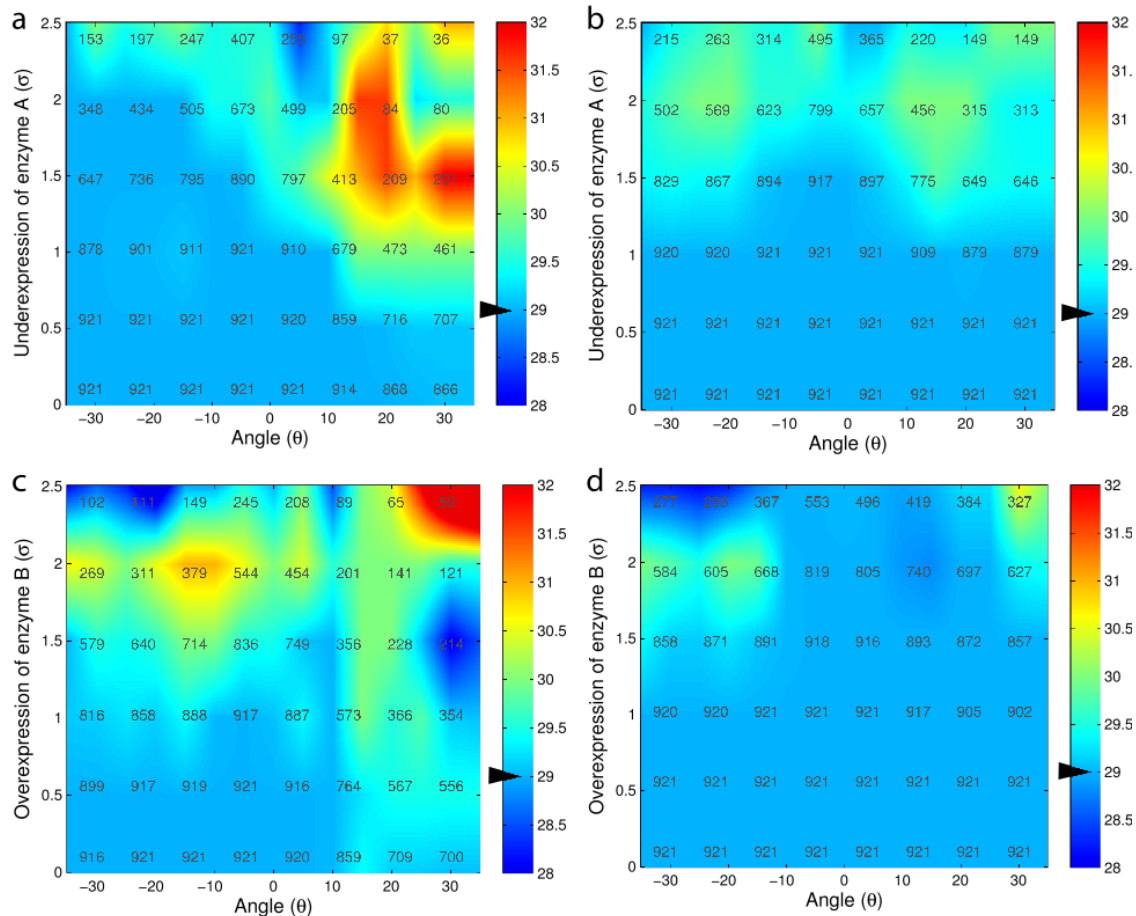 a
2.5
153 197 247 407 97 37 36
2
348 434 505 673 499 205 84 80
1.5
647 736 795 890 797 413 209
1
878 901 911 921 910 679 473 461
0.5
921 921 921 921 920 859 716 707
0
921 921 921 921 921 914 868 866
−30 −20 −10 0 10 20 30
Angle (θ)
Underexpression of enzyme A (σ)
32
31.5
31
30.5
30
29.5
29
28.5
28
b
2.5
215 263 314 495 365 220 149 149
2
502 569 623 799 657 456 315 313
1.5
829 867 894 917 897 775 649 646
1
920 920 921 921 921 909 879 879
0.5
921 921 921 921 921 921 921 921
0
921 921 921 921 921 921 921 921
−30 −20 −10 0 10 20 30
Angle (θ)
Underexpression of enzyme A (σ)
32
31.5
31
30.5
30
29.5
29
28.5
28
c
2.5
102 149 245 208 89 65
2
269 311 379 544 454 201 141 121
1.5
579 640 714 836 749 356 228 214
1
816 858 888 917 887 573 366 354
0.5
899 917 919 921 916 764 567 556
0
916 921 921 921 920 859 709 700
−30 −20 −10 0 10 20 30
Angle (θ)
Overexpression of enzyme B (σ)
32
31.5
31
30.5
30
29.5
29
28.5
28
d
2.5
277 367 553 496 419 327
2
584 605 668 819 805 740 697 627
1.5
858 871 891 918 916 893 872 857
1
920 920 921 921 921 917 905 902
0.5
921 921 921 921 921 921 921 921
0
921 921 921 921 921 921 921 921
−30 −20 −10 0 10 20 30
Angle (θ)
Overexpression of enzyme B (σ)
32
31.5
31
30.5
30
29.5
29
28.5
28